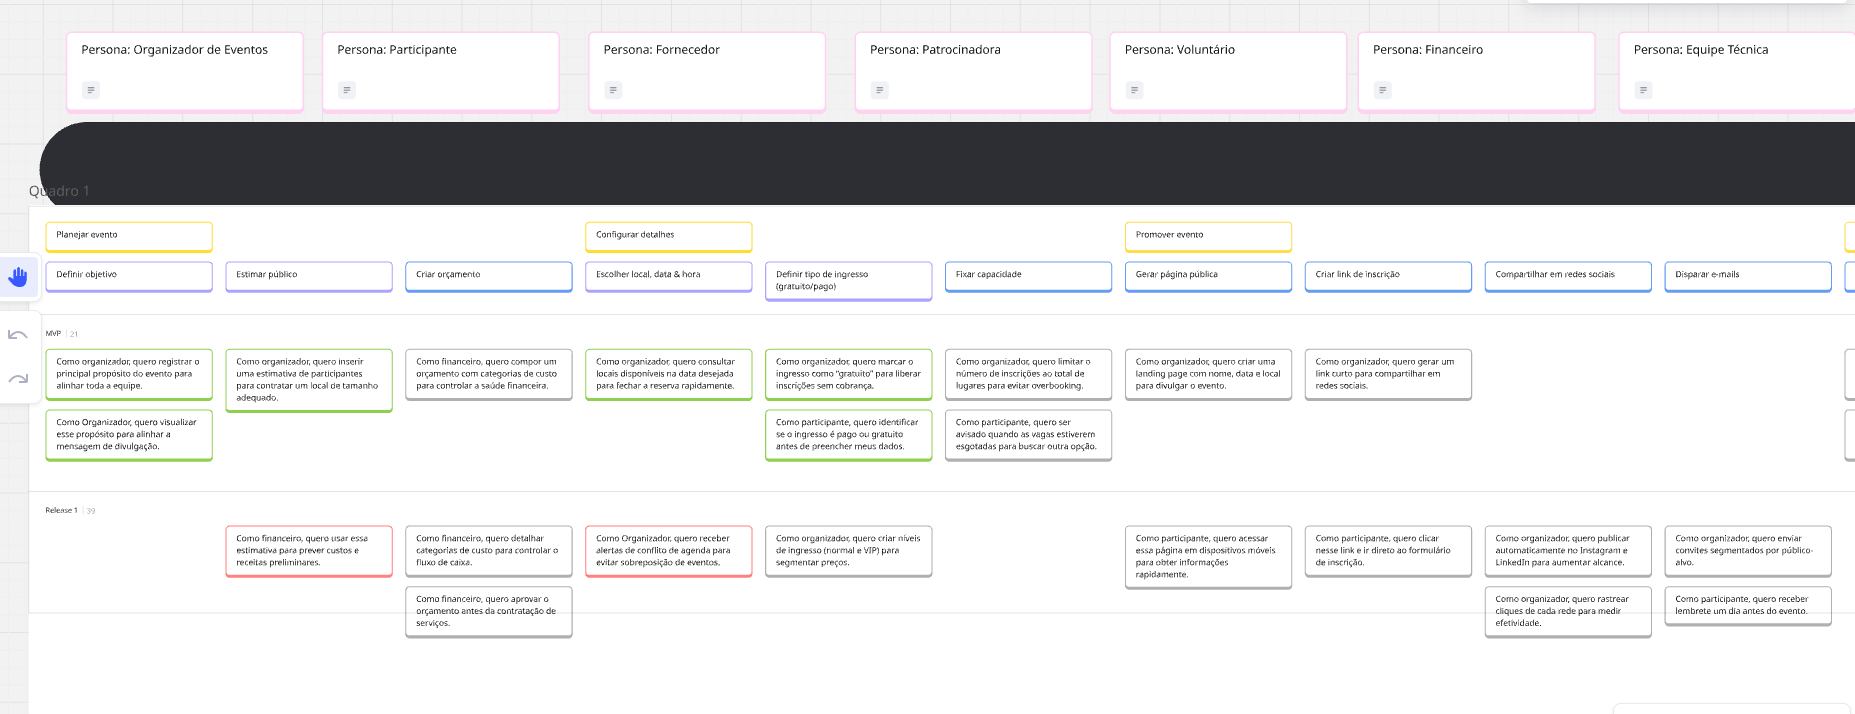 Persona: Organizador de Eventos
Persona: Participante
Persona: Fornecedor
Persona: Patrocinadora
Persona: Voluntário
Persona: Financeiro
Persona: Equipe Técnica
Quadro 1
Planejar evento
Configurar detalhes
Promover evento
Definir objetivo
Estimar público
Criar orçamento
Escolher local, data & hora
Definir tipo de ingresso
(gratuito/pago)
Fixar capacidade
Gerar página pública
Criar link de inscrição
Compartilhar em redes sociais
Disparar e-mails
MVP 21
Como organizador, quero registrar o
principal propósito do evento para
alinhar toda a equipe.
Como organizador, quero inserir
uma estimativa de participantes
para contratar um local de tamanho
adequado.
Como financeiro, quero compor um
orçamento com categorias de custo
para controlar a saúde financeira.
Como organizador, quero consultar
locais disponíveis na data desejada
para fechar a reserva rapidamente.
Como organizador, quero marcar o
ingresso como “gratuito” para liberar
inscrições sem cobrança.
Como organizador, quero limitar o
número de inscrições ao total de
lugares para evitar overbooking.
Como organizador, quero criar uma
landing page com nome, data e local
para divulgar o evento.
Como organizador, quero gerar um
link curto para compartilhar em
redes sociais.
Como Organizador, quero visualizar
esse propósito para alinhar a
mensagem de divulgação.
Como participante, quero identificar
se o ingresso é pago ou gratuito
antes de preencher meus dados.
Como participante, quero ser
avisado quando as vagas estiverem
esgotadas para buscar outra opção.
Release 1 39
Como financeiro, quero usar essa
estimativa para prever custos e
receitas preliminares.
Como financeiro, quero detalhar
categorias de custo para controlar o
fluxo de caixa.
Como Organizador, quero receber
alertas de conflito de agenda para
evitar sobreposição de eventos.
Como organizador, quero criar níveis
de ingresso (normal e VIP) para
segmentar preços.
Como participante, quero acessar
essa página em dispositivos móveis
para obter informações
rapidamente.
Como participante, quero clicar
nesse link e ir direto ao formulário
de inscrição.
Como organizador, quero publicar
automaticamente no Instagram e
LinkedIn para aumentar alcance.
Como organizador, quero enviar
convites segmentados por público-
alvo.
Como financeiro, quero aprovar o
orçamento antes da contratação de
serviços.
Como organizador, quero rastrear
cliques de cada rede para medir
efetividade.
Como participante, quero receber
lembrete um dia antes do evento.